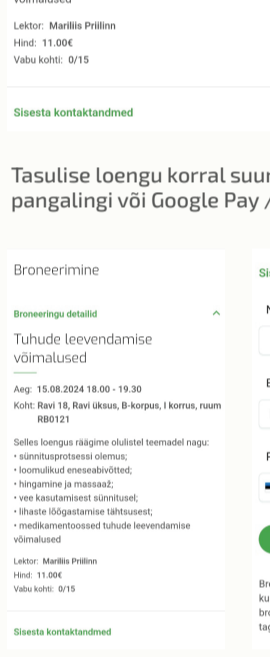 võimalused
Lektor: Mariliis Priilinn
Hind: 11.00€
Vabu kohti: 0/15
Sisesta kontaktandmed
Tasulise loengu korral
pangalingi või Google Pay /
Broneerimine
Broneeringu detailid
Tuhude leevendamise
võimalused
Aeg: 15.08.2024 18.00 - 19.30
Koht: Ravi 18, Ravi üksus, B-korpus, I korrus, ruum
RB0121
Selles loengus räägime olulistel teemadel nagu:
• sünnitusprotsessi olemus;
• loomulikud eneseabivõtted;
• hingamine ja massaaž;
• vee kasutamisest sünnitusel;
• lihaste lõõgastamise tähtsusest;
• medikamentoossed tuhude leevendamise
võimalused
Lektor: Mariliis Priilinn
Hind: 11.00€
Vabu kohti: 0/15
Sisesta kontaktandmed